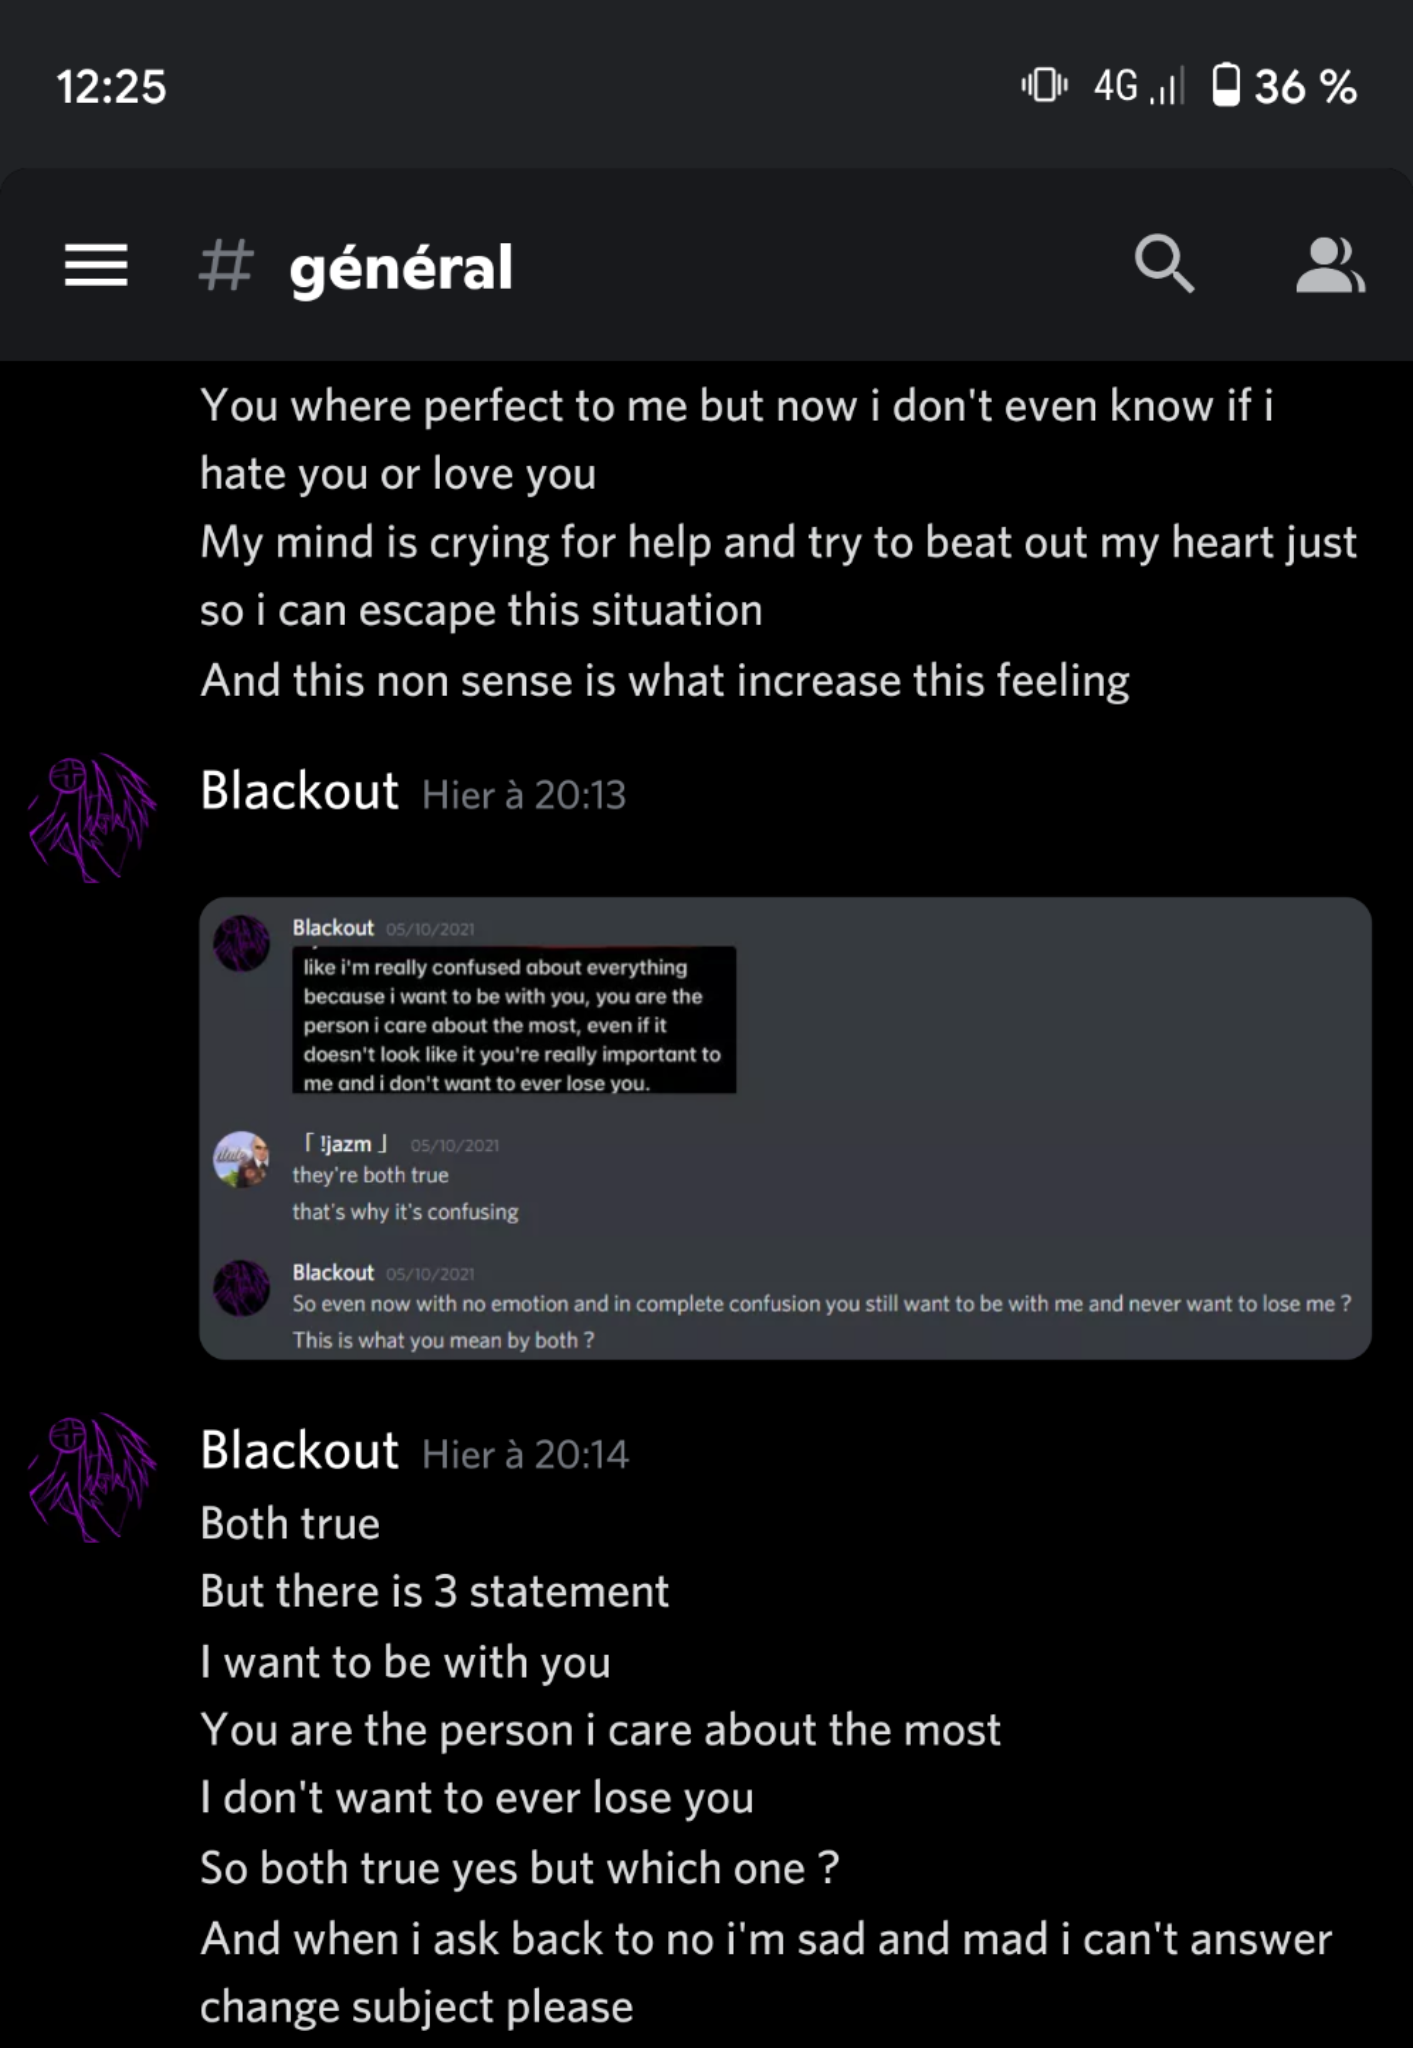 12:25
4G
36 %
# général
You where perfect to me but now i don't even know if i
hate you or love you
My mind is crying for help and try to beat out my heart just
so i can escape this situation
And this non sense is what increase this feeling
Blackout Hier à 20:13
Blackout 05/10/2021
like i'm really confused about everything
because i want to be with you, you are the
person i care about the most, even if it
doesn't look like it you're really important to
me and i don't want to ever lose you.
「 !jazm 」 05/10/2021
they're both true
that's why it's confusing
Blackout 05/10/2021
So even now with no emotion and in complete confusion you still want to be with me and never want to lose me ?
This is what you mean by both ?
Blackout Hier à 20:14
Both true
But there is 3 statement
I want to be with you
You are the person i care about the most
I don't want to ever lose you
So both true yes but which one ?
And when i ask back to no i'm sad and mad i can't answer
change subject please